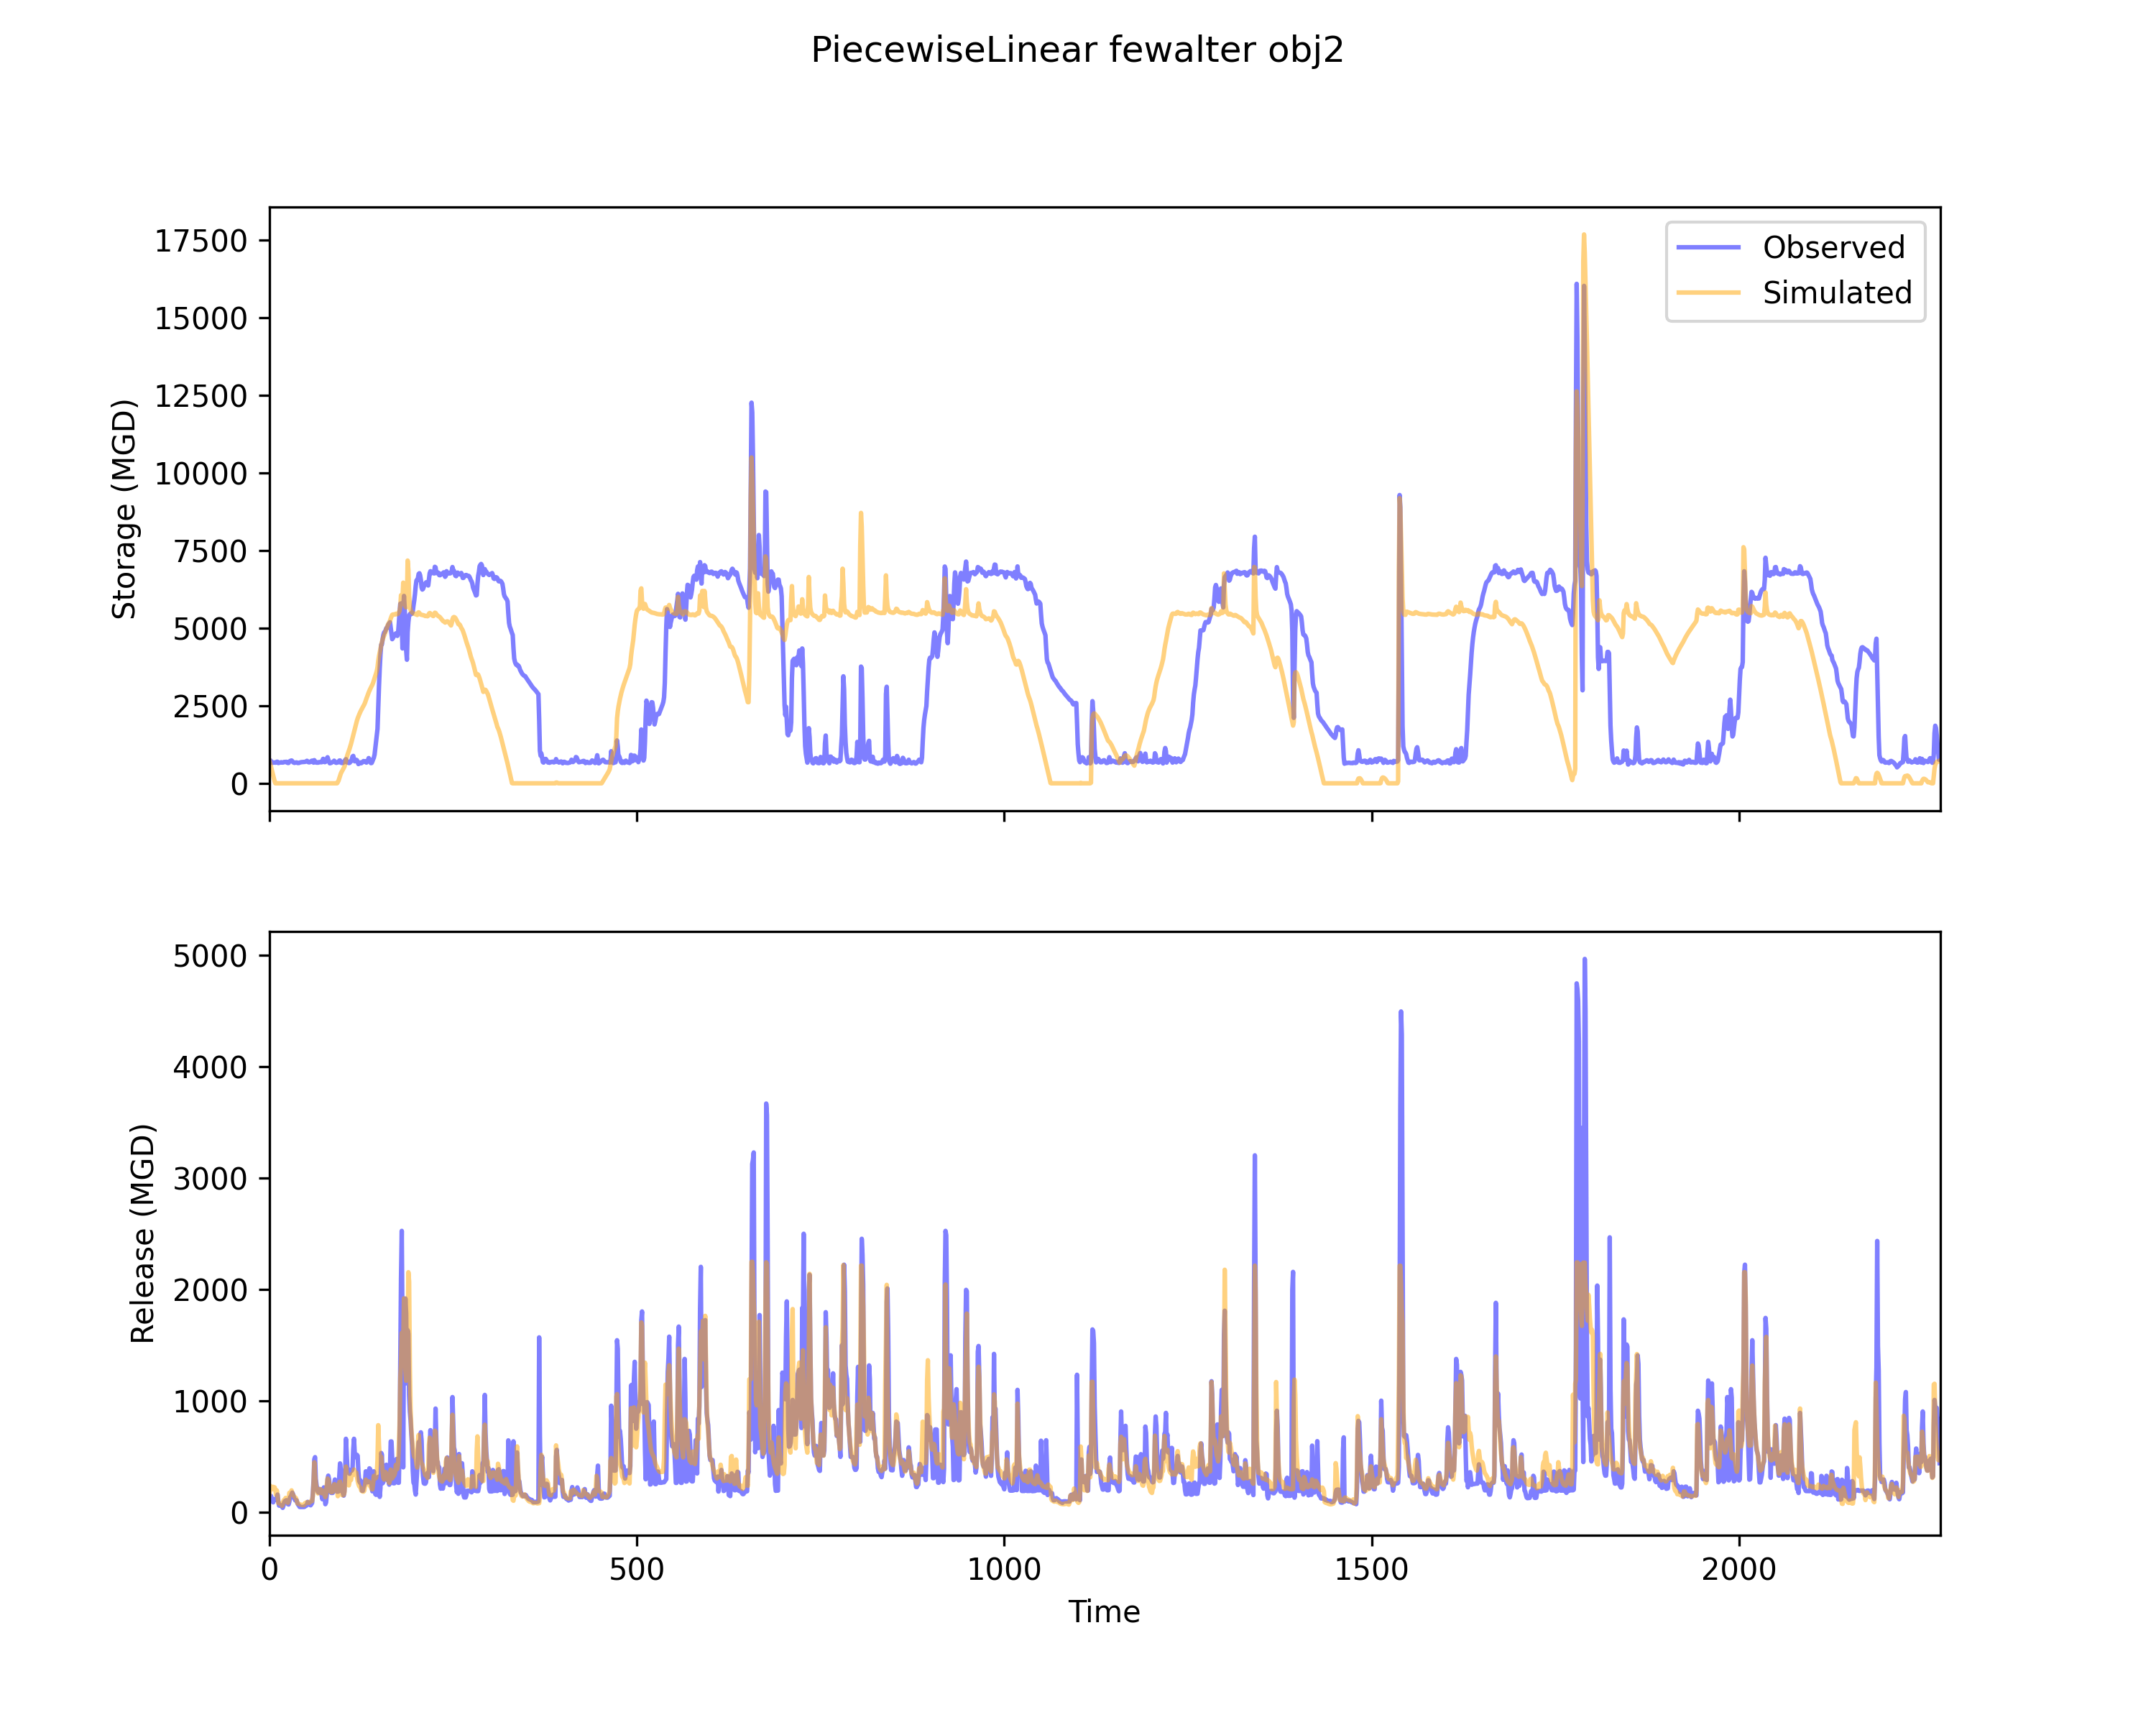 PiecewiseLinear fewalter obj2
17500
15000
12500
10000
7500
5000
2500
0
Storage (MGD)
Observed
Simulated
5000
4000
3000
2000
1000
0
Release (MGD)
0 500 1000 1500 2000
Time